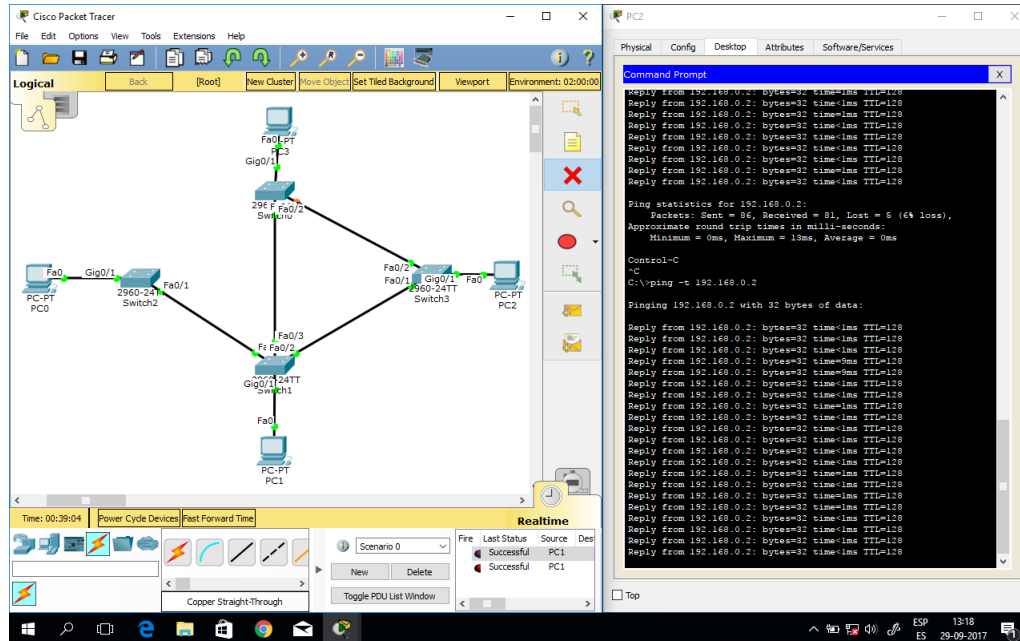 Cisco Packet Tracer
File Edit Options View Tools Extensions Help
Logical Back [Root] New Cluster Move Object Set Tiled Background Viewport Environment: 02:00:00
Fa0 -PT
PC3
Gig0/1
Fa0/2
Switch0
Fa0 Gig0/1
PC-PT
PC0
Fa0/1
2960-24TT
Switch2
Fa0/2
Fa0/1
Gig0/1 Fa0
2960-24TT
Switch3
PC-PT
PC2
Fa0/3
Fa0/2
2960-24TT
Gig0/1
Switch1
Fa0
PC-PT
PC1
Time: 00:39:04 Power Cycle Devices Fast Forward Time
Realtime
Scenario 0
New Delete
Toggle PDU List Window
Copper Straight-Through
Fire Last Status Source Dest
Successful PC1
Successful PC1
PC2
Physical Config Desktop Attributes Software/Services
Command Prompt X
Reply from 192.168.0.2: bytes=32 time=1ms TTL=128
Reply from 192.168.0.2: bytes=32 time<1ms TTL=128
Reply from 192.168.0.2: bytes=32 time<1ms TTL=128
Reply from 192.168.0.2: bytes=32 time<1ms TTL=128
Reply from 192.168.0.2: bytes=32 time<1ms TTL=128
Reply from 192.168.0.2: bytes=32 time<1ms TTL=128
Reply from 192.168.0.2: bytes=32 time=1ms TTL=128
Reply from 192.168.0.2: bytes=32 time<1ms TTL=128
Reply from 192.168.0.2: bytes=32 time<1ms TTL=128
Ping statistics for 192.168.0.2:
Packets: Sent = 86, Received = 81, Lost = 5 (6% loss),
Approximate round trip times in milli-seconds:
Minimum = 0ms, Maximum = 13ms, Average = 0ms
Control-C
^C
C:\>ping -t 192.168.0.2
Pinging 192.168.0.2 with 32 bytes of data:
Reply from 192.168.0.2: bytes=32 time<1ms TTL=128
Reply from 192.168.0.2: bytes=32 time<1ms TTL=128
Reply from 192.168.0.2: bytes=32 time<1ms TTL=128
Reply from 192.168.0.2: bytes=32 time=9ms TTL=128
Reply from 192.168.0.2: bytes=32 time=9ms TTL=128
Reply from 192.168.0.2: bytes=32 time<1ms TTL=128
Reply from 192.168.0.2: bytes=32 time=1ms TTL=128
Reply from 192.168.0.2: bytes=32 time<1ms TTL=128
Reply from 192.168.0.2: bytes=32 time<1ms TTL=128
Reply from 192.168.0.2: bytes=32 time<1ms TTL=128
Reply from 192.168.0.2: bytes=32 time<1ms TTL=128
Reply from 192.168.0.2: bytes=32 time<1ms TTL=128
Reply from 192.168.0.2: bytes=32 time<1ms TTL=128
Reply from 192.168.0.2: bytes=32 time<1ms TTL=128
Reply from 192.168.0.2: bytes=32 time<1ms TTL=128
Reply from 192.168.0.2: bytes=32 time<1ms TTL=128
Reply from 192.168.0.2: bytes=32 time<1ms TTL=128
Reply from 192.168.0.2: bytes=32 time<1ms TTL=128
Reply from 192.168.0.2: bytes=32 time<1ms TTL=128
Reply from 192.168.0.2: bytes=32 time<1ms TTL=128
Reply from 192.168.0.2: bytes=32 time<1ms TTL=128
Top
ESP
ES
13:18
29-09-2017